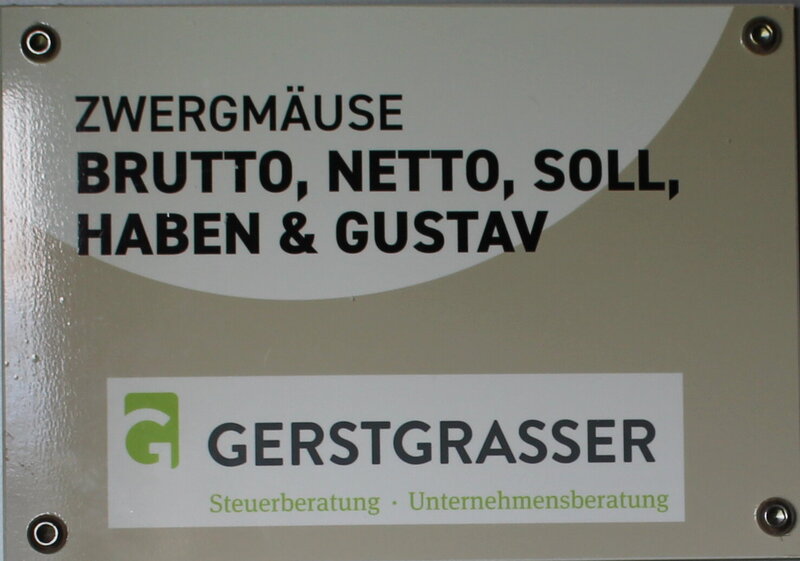 ZWERGMÄUSE
BRUTTO, NETTO, SOLL,
HABEN & GUSTAV
G
GERSTGRASSER
Steuerberatung · Unternehmensberatung